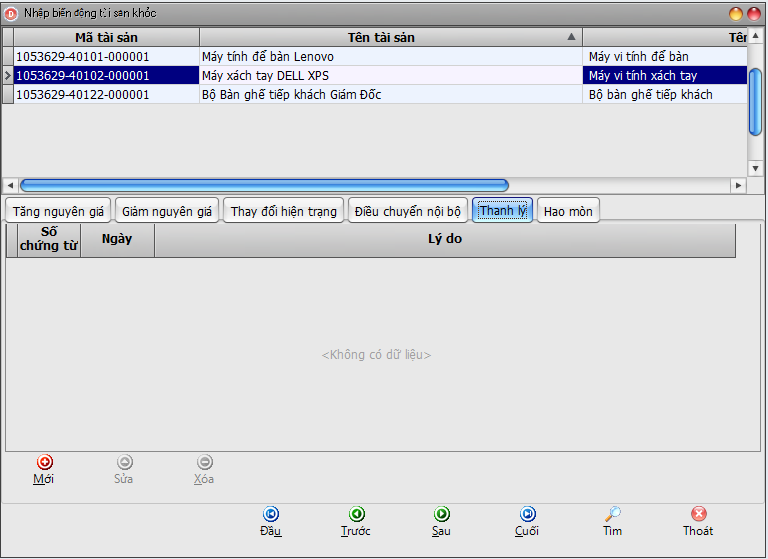 Nhập biến động tài sản khác
Mã tài sản Tên tài sản Tên
1053629-40101-000001 Máy tính để bàn Lenovo Máy vi tính để bàn
1053629-40102-000001 Máy xách tay DELL XPS Máy vi tính xách tay
1053629-40122-000001 Bộ Bàn ghế tiếp khách Giám Đốc Bộ bàn ghế tiếp khách
Tăng nguyên giá Giảm nguyên giá Thay đổi hiện trạng Điều chuyển nội bộ Thanh lý Hao mòn
Số chứng từ Ngày Lý do
<Không có dữ liệu>
Mới Sửa Xóa
Đầu Trước Sau Cuối Tìm Thoát